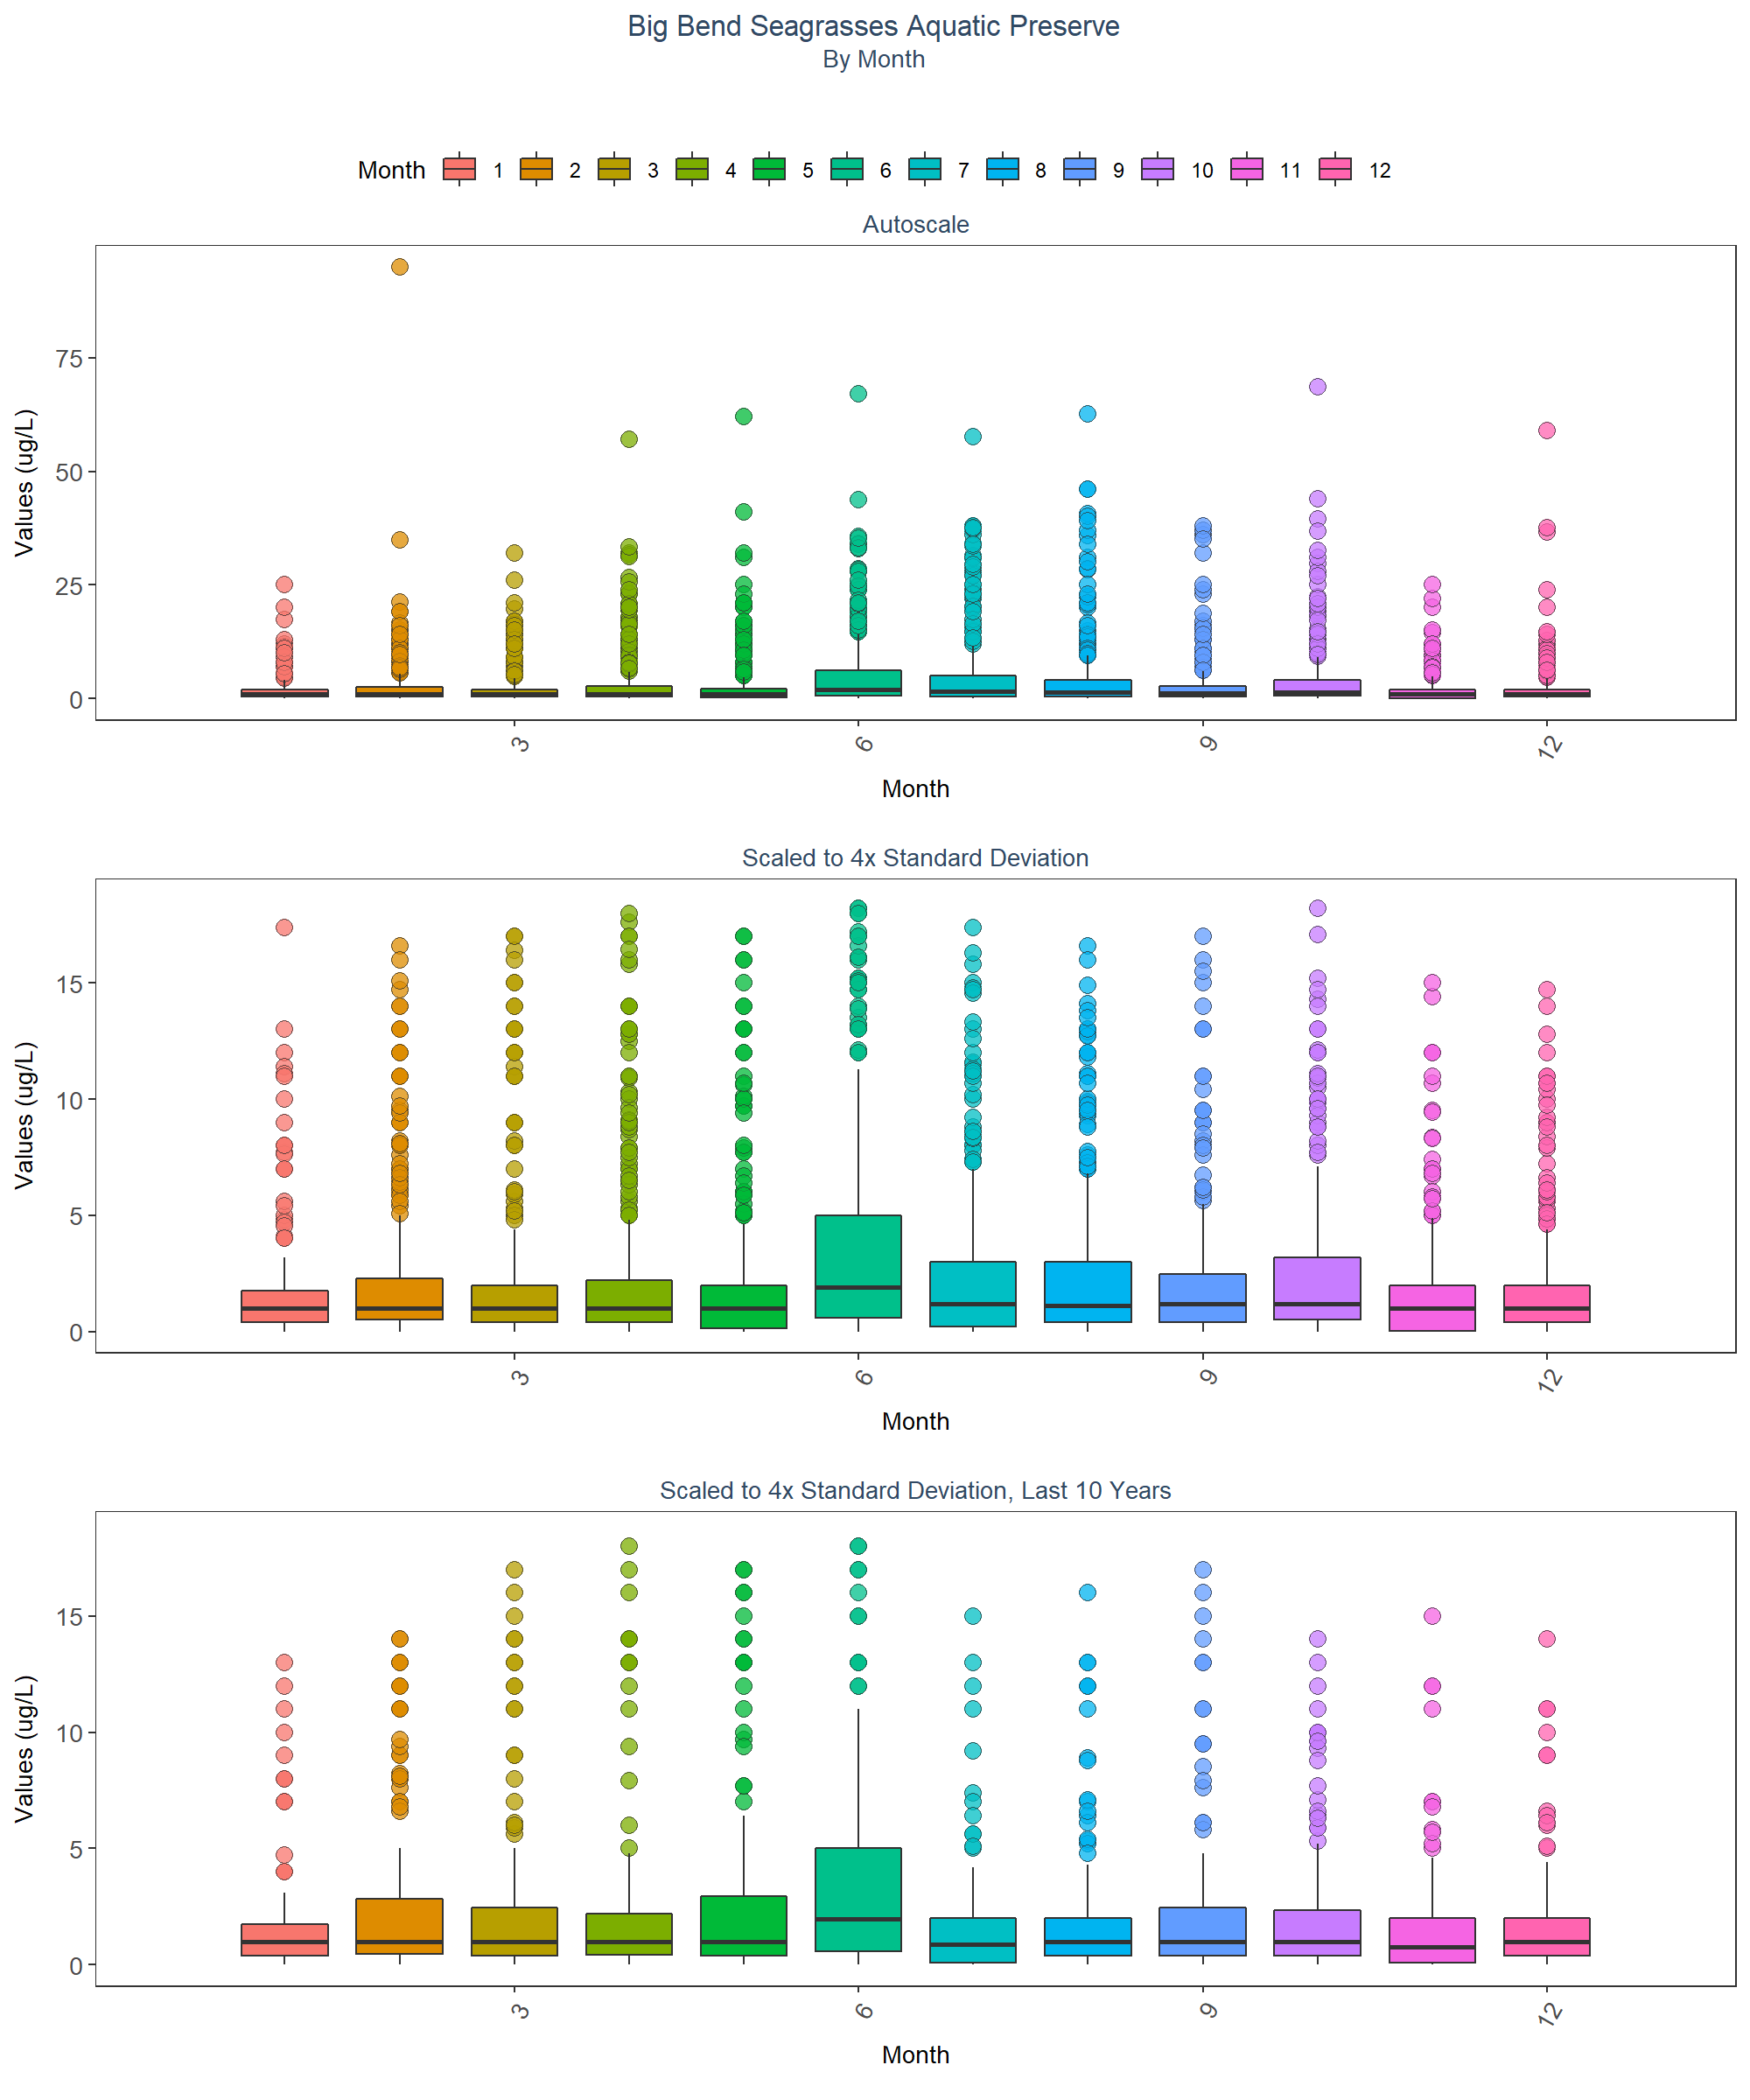 Big Bend Seagrasses Aquatic Preserve
By Month
Month 1 2 3 4 5 6 7 8 9 10 11 12
Autoscale
Values (ug/L)
75
50
25
0
3 6 9 12
Month
Scaled to 4x Standard Deviation
Values (ug/L)
15
10
5
0
3 6 9 12
Month
Scaled to 4x Standard Deviation, Last 10 Years
Values (ug/L)
15
10
5
0
3 6 9 12
Month